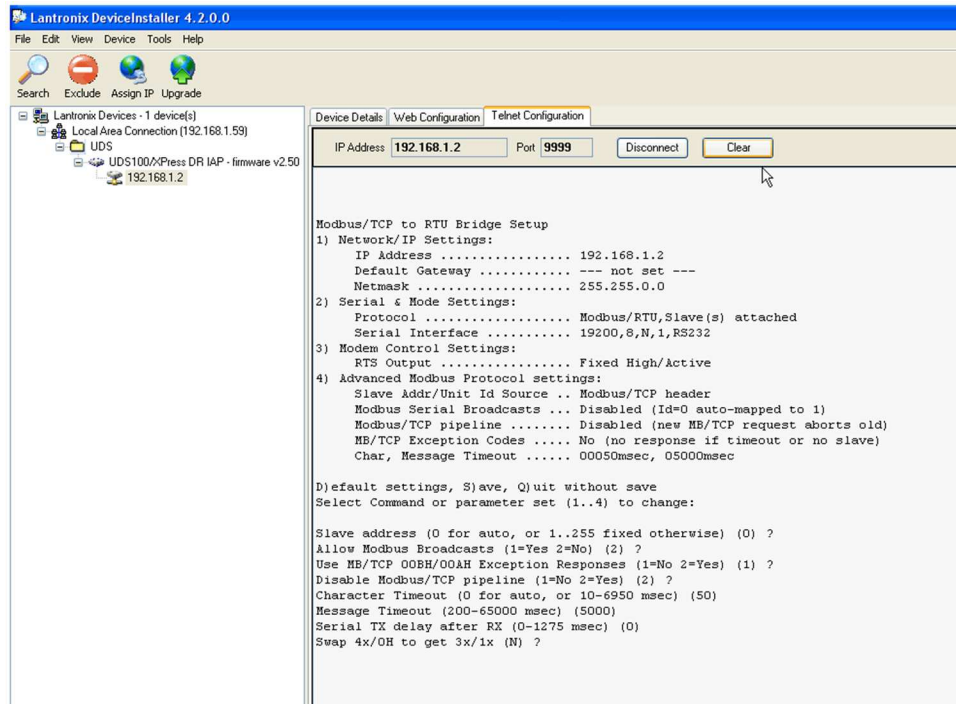 Lantronix DeviceInstaller 4.2.0.0
File Edit View Device Tools Help
Search Exclude Assign IP Upgrade
Lantronix Devices - 1 device(s)
Local Area Connection (192.168.1.59)
UDS
UDS100/XPress DR IAP - firmware v2.50
192.168.1.2
Device Details Web Configuration Telnet Configuration
IP Address 192.168.1.2 Port 9999 Disconnect Clear
Modbus/TCP to RTU Bridge Setup
1) Network/IP Settings:
IP Address ................. 192.168.1.2
Default Gateway ............ --- not set ---
Netmask .................... 255.255.0.0
2) Serial & Mode Settings:
Protocol ................... Modbus/RTU,Slave(s) attached
Serial Interface ........... 19200,8,N,1,RS232
3) Modem Control Settings:
RTS Output ................. Fixed High/Active
4) Advanced Modbus Protocol settings:
Slave Addr/Unit Id Source .. Modbus/TCP header
Modbus Serial Broadcasts ... Disabled (Id=0 auto-mapped to 1)
Modbus/TCP pipeline ........ Disabled (new MB/TCP request aborts old)
MB/TCP Exception Codes ..... No (no response if timeout or no slave)
Char, Message Timeout ...... 00050msec, 05000msec
D)efault settings, S)ave, Q)uit without save
Select Command or parameter set (1..4) to change:
Slave address (0 for auto, or 1..255 fixed otherwise) (0) ?
Allow Modbus Broadcasts (1=Yes 2=No) (2) ?
Use MB/TCP 00BH/00AH Exception Responses (1=No 2=Yes) (1) ?
Disable Modbus/TCP pipeline (1=No 2=Yes) (2) ?
Character Timeout (0 for auto, or 10-6950 msec) (50)
Message Timeout (200-65000 msec) (5000)
Serial TX delay after RX (0-1275 msec) (0)
Swap 4x/0H to get 3x/1x (N) ?